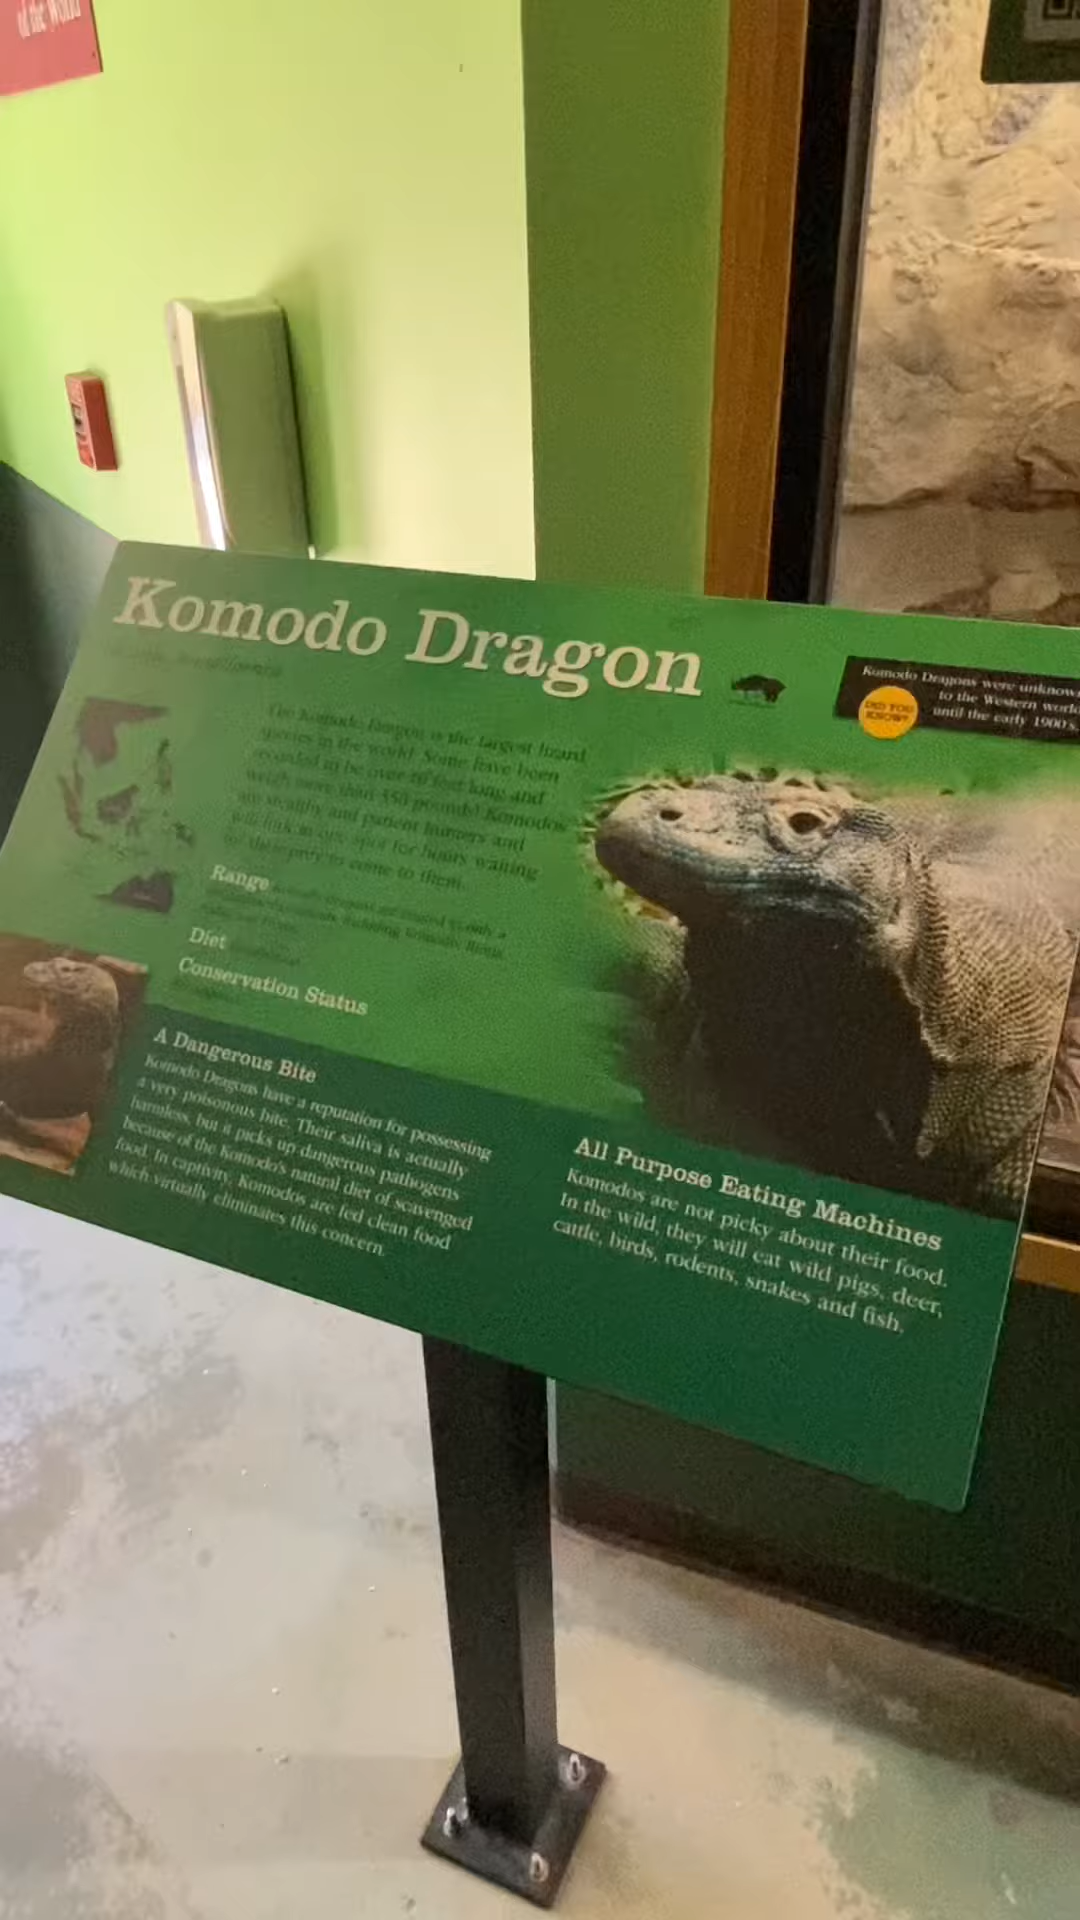 of the World
Komodo Dragon
Komodo Dragons were unknown
to the Western world
until the early 1900's.
DID YOU
KNOW?
The Komodo Dragon is the largest lizard
species in the world! Some have been
recorded to be over 10 feet long and
weigh more than 350 pounds! Komodos
are stealthy and patient hunters and
will lurk in one spot for hours waiting
for their prey to come to them.
Range
Diet
Conservation Status
A Dangerous Bite
Komodo Dragons have a reputation for possessing
a very poisonous bite. Their saliva is actually
harmless, but it picks up dangerous pathogens
because of the Komodo's natural diet of scavenged
food. In captivity, Komodos are fed clean food
which virtually eliminates this concern.
All Purpose Eating Machines
Komodos are not picky about their food.
In the wild, they will eat wild pigs, deer,
cattle, birds, rodents, snakes and fish,